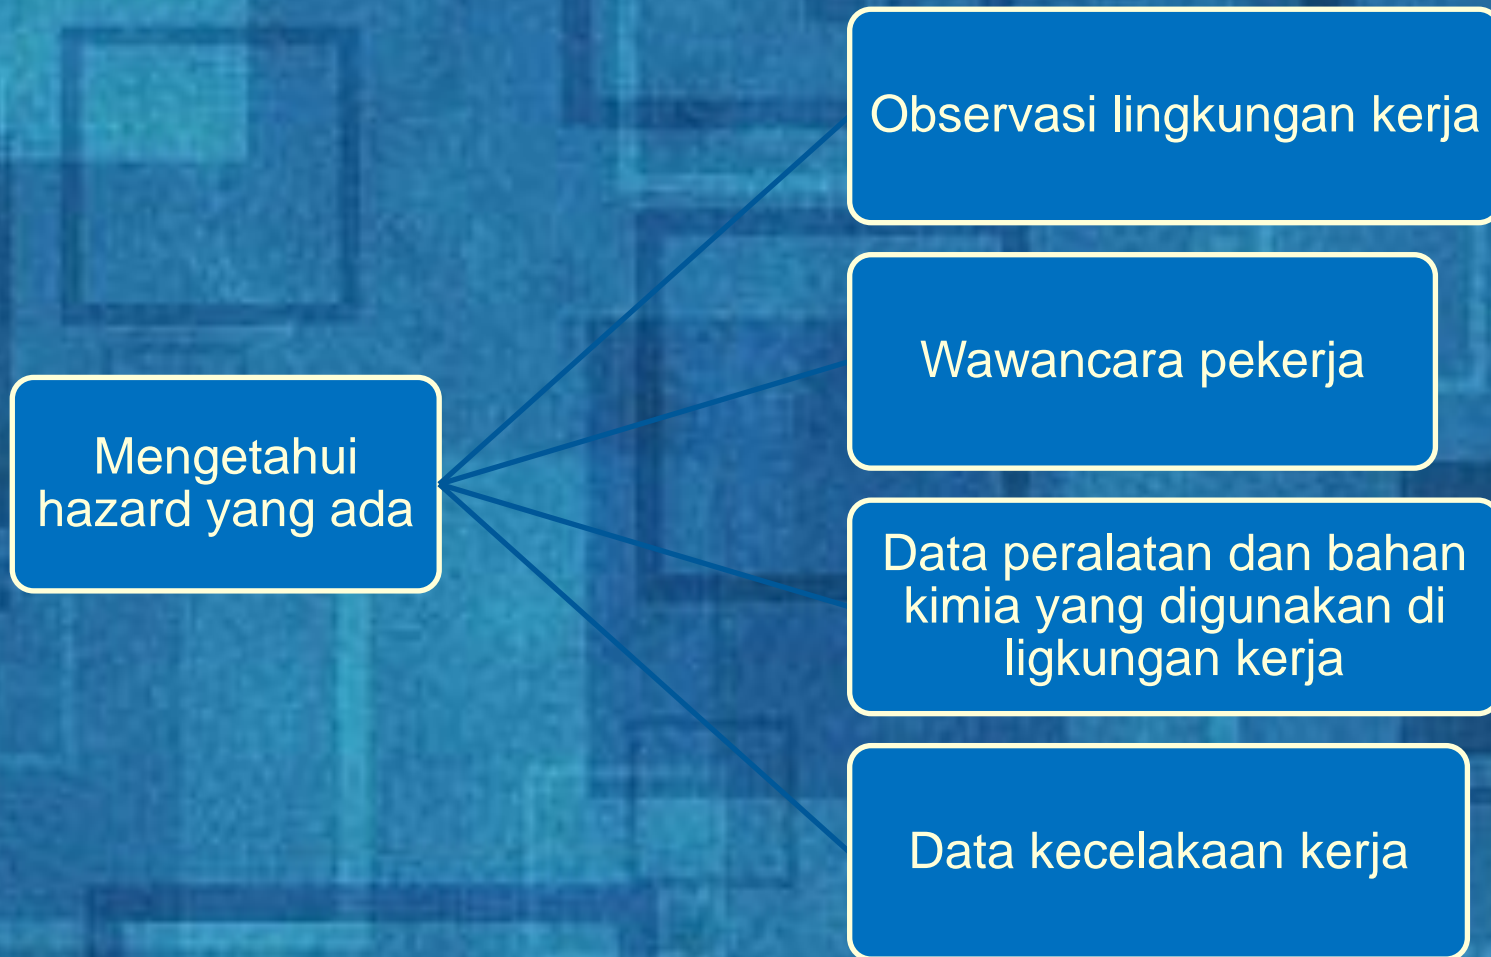 Observasi lingkungan kerja
Wawancara pekerja
Mengetahui
hazard yang ada
Data peralatan dan bahan
kimia yang digunakan di
ligkungan kerja
Data kecelakaan kerja